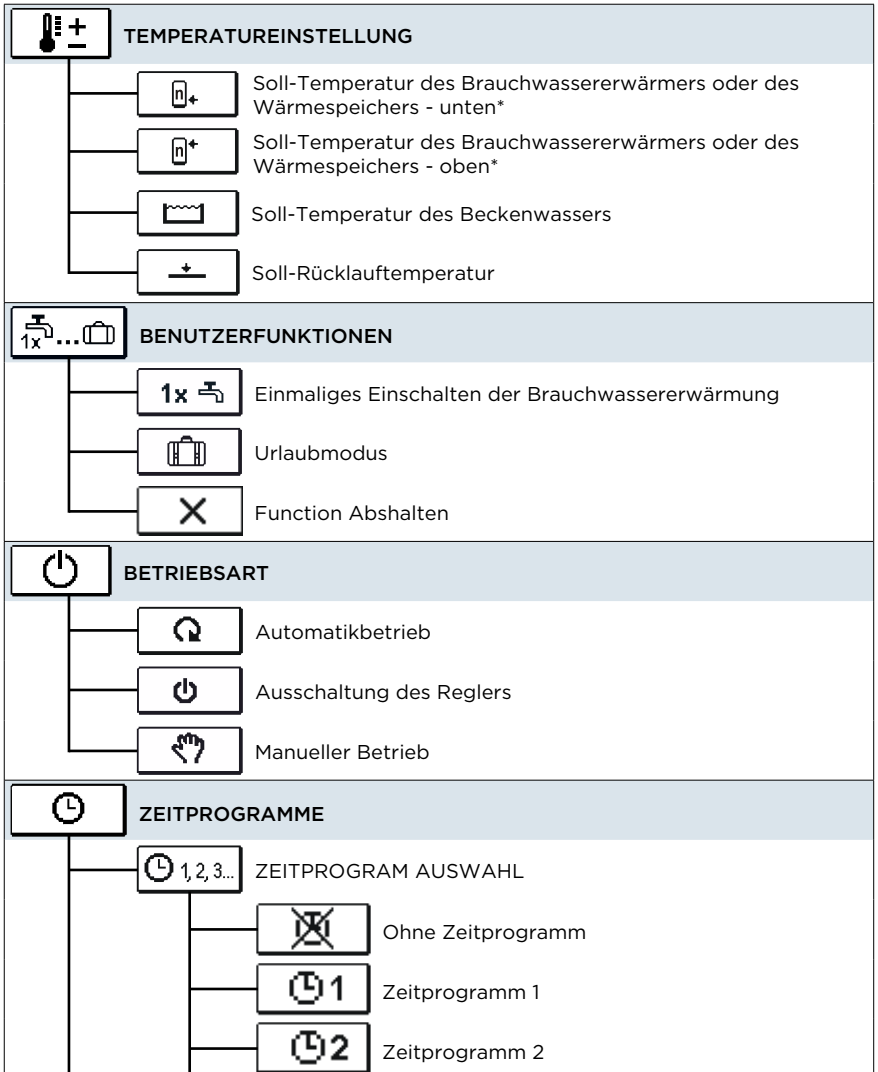 TEMPERATUREINSTELLUNG
n
Soll-Temperatur des Brauchwassererwärmers oder des
Wärmespeichers - unten*
n
Soll-Temperatur des Brauchwassererwärmers oder des
Wärmespeichers - oben*
Soll-Temperatur des Beckenwassers
Soll-Rücklauftemperatur
1x ... BENUTZERFUNKTIONEN
1x Einmaliges Einschalten der Brauchwassererwärmung
Urlaubmodus
Function Abshalten
BETRIEBSART
Automatikbetrieb
Ausschaltung des Reglers
Manueller Betrieb
ZEITPROGRAMME
1, 2, 3... ZEITPROGRAM AUSWAHL
Ohne Zeitprogramm
1 Zeitprogramm 1
2 Zeitprogramm 2